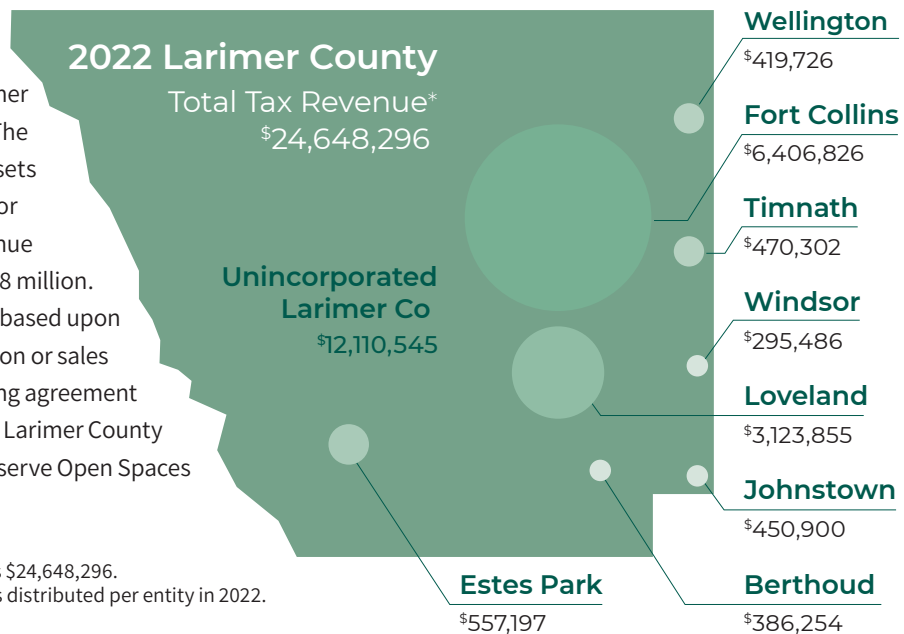 2022 Larimer County
Total Tax Revenue*
$24,648,296
The
sets
or
nue
8 million.
based upon
on or sales
ng agreement
Larimer County
serve Open Spaces
$24,648,296.
s distributed per entity in 2022.
Unincorporated
Larimer Co
$12,110,545
Wellington
$419,726
Fort Collins
$6,406,826
Timnath
$470,302
Windsor
$295,486
Loveland
$3,123,855
Johnstown
$450,900
Berthoud
$386,254
Estes Park
$557,197